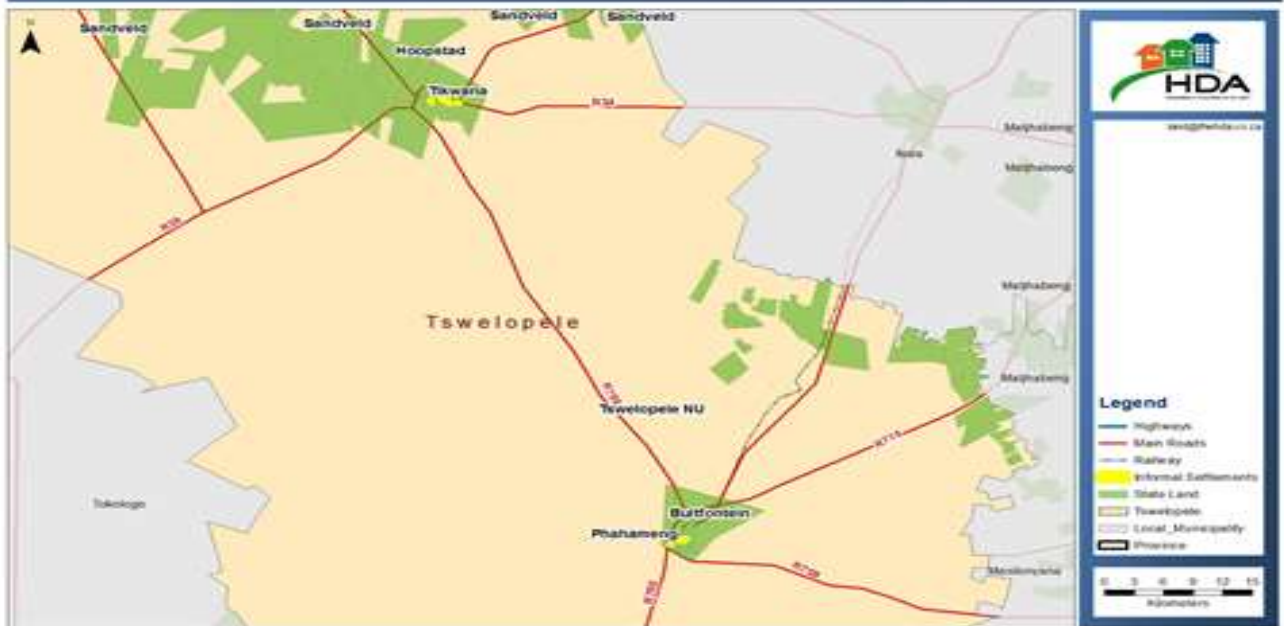 Sandveld
Sandveld
Sandveld
Sandveld
Hoopstad
Tikwana
R34
R59
Matjhabeng
Matjhabeng
Matjhabeng
Matjhabeng
Tswelopele
R700
Tswelopele NU
R719
Tokologo
Bultfontein
Phahameng
R700
Masilonyana
HDA
Legend
Highways
Main Roads
Railway
Informal Settlements
State Land
Tswelopele
Local_Municipality
Province
0 3 6 9 12 15
Kilometers